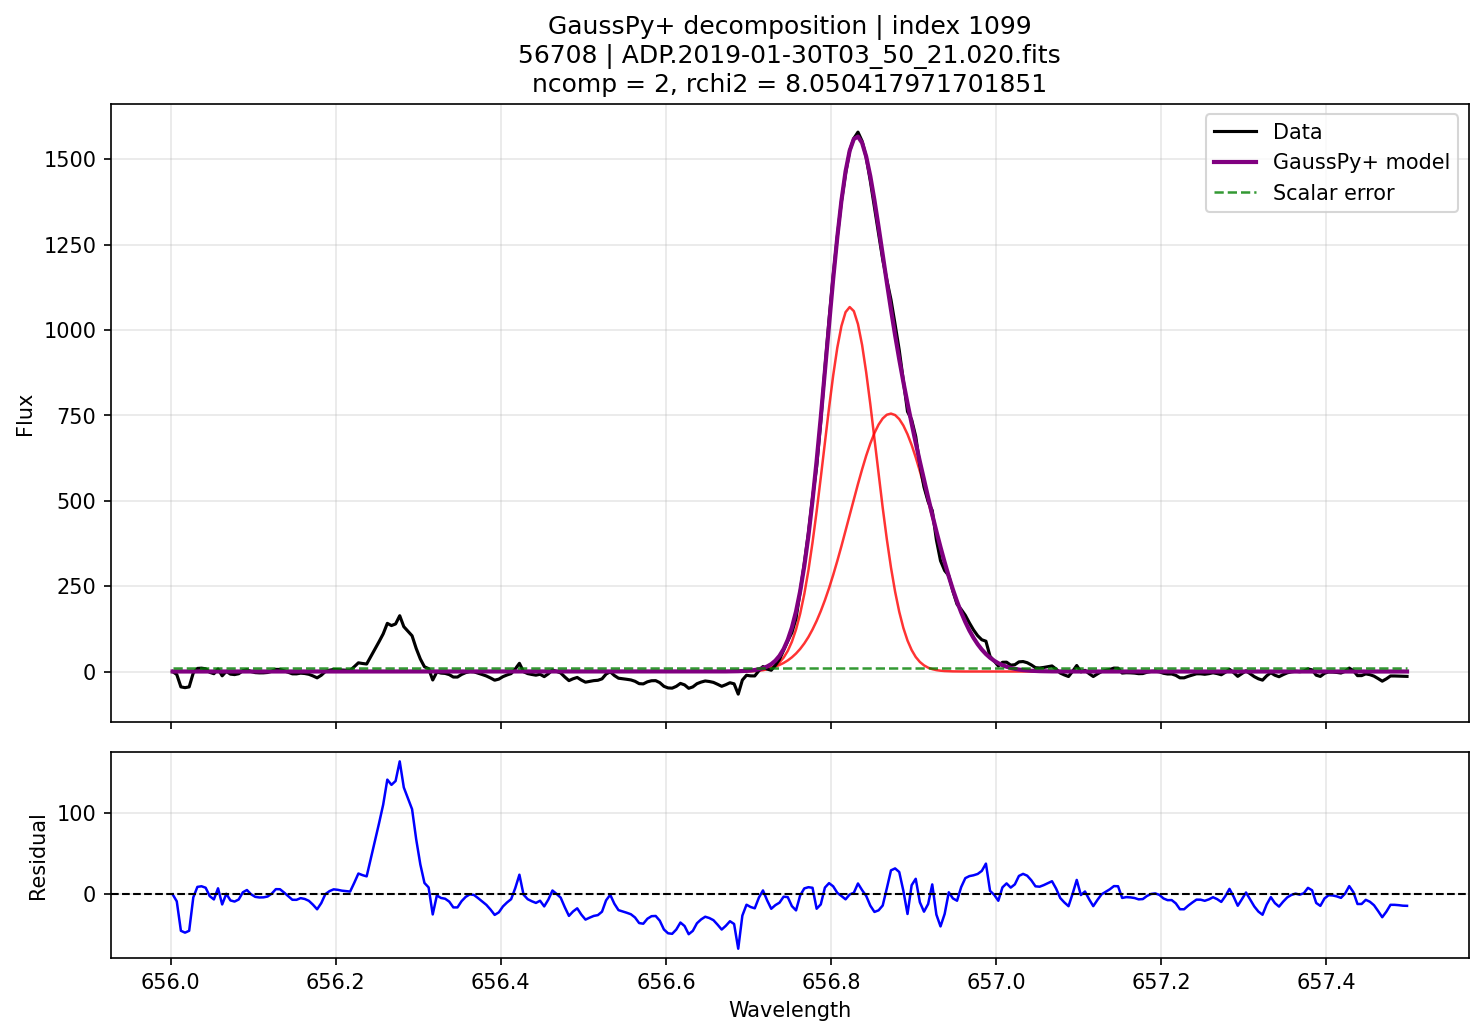 GaussPy+ decomposition | index 1099
56708 | ADP.2019-01-30T03_50_21.020.fits
ncomp = 2, rchi2 = 8.050417971701851
Data
GaussPy+ model
Scalar error
Flux
1500
1250
1000
750
500
250
0
Residual
100
0
656.0 656.2 656.4 656.6 656.8 657.0 657.2 657.4
Wavelength